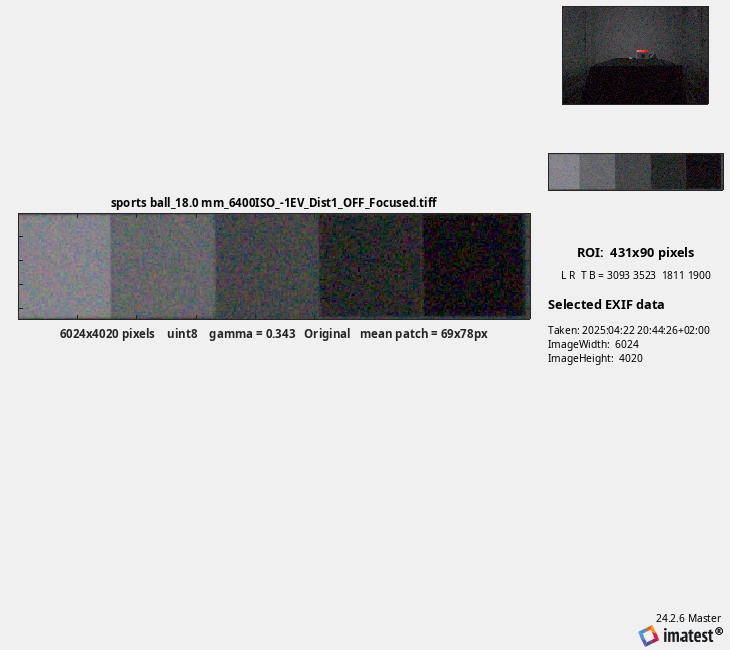 sports ball_18.0 mm_6400ISO_-1EV_Dist1_OFF_Focused.tiff
6024x4020 pixels uint8 gamma = 0.343 Original mean patch = 69x78px
ROI: 431x90 pixels
L R T B = 3093 3523 1811 1900
Selected EXIF data
Taken: 2025:04:22 20:44:26+02:00
ImageWidth: 6024
ImageHeight: 4020
24.2.6 Master
imatest®